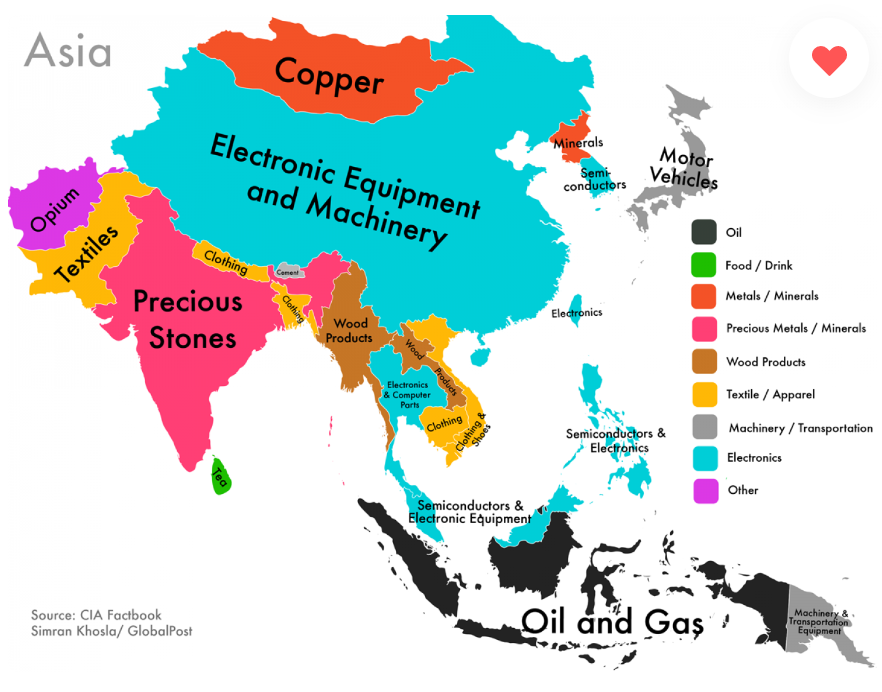 Asia
Copper
Electronic Equipment
and Machinery
Minerals
Semi-
conductors
Motor
Vehicles
Opium
Textiles
Clothing
Cement
Clothing
Precious
Stones
Wood
Products
Wood
Products
Electronics
Electronics
& Computer
Parts
Clothing
Clothing &
Shoes
Semiconductors &
Electronics
Tea
Semiconductors &
Electronic Equipment
Oil and Gas
Machinery &
Transportation
Equipment
Oil
Food / Drink
Metals / Minerals
Precious Metals / Minerals
Wood Products
Textile / Apparel
Machinery / Transportation
Electronics
Other
Source: CIA Factbook
Simran Khosla/ GlobalPost